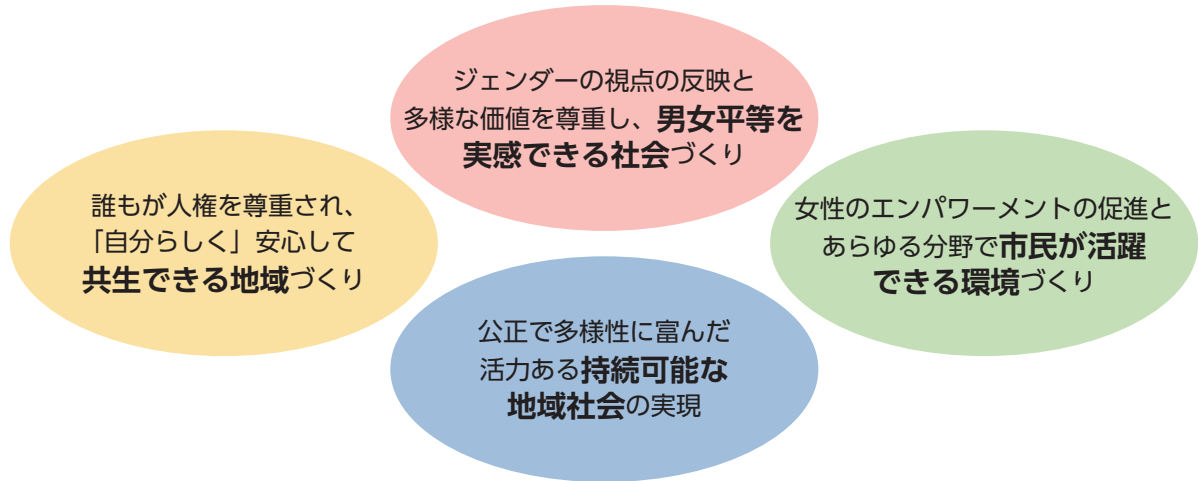 ジェンダーの視点の反映と
多様な価値を尊重し、男女平等を
実感できる社会づくり
誰もが人権を尊重され、
「自分らしく」安心して
共生できる地域づくり
女性のエンパワーメントの促進と
あらゆる分野で市民が活躍
できる環境づくり
公正で多様性に富んだ
活力ある持続可能な
地域社会の実現